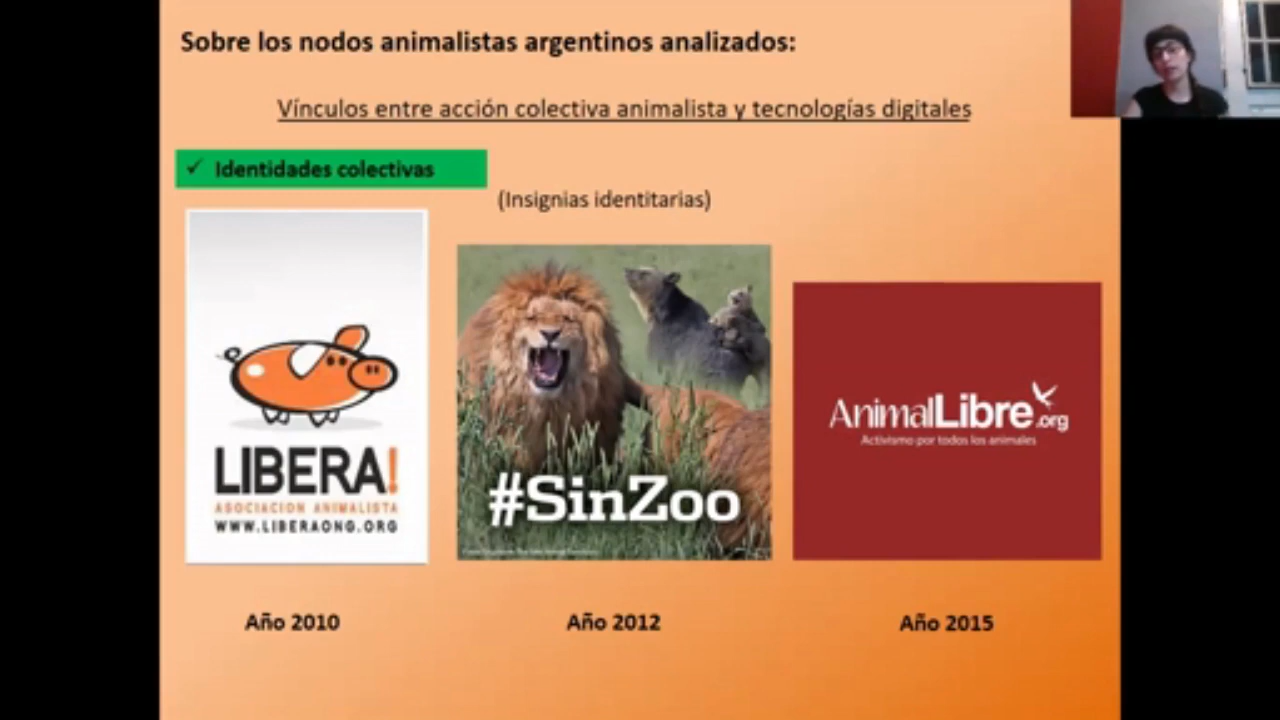 Sobre los nodos animalistas argentinos analizados:
Vínculos entre acción colectiva animalista y tecnologías digitales
✓ Identidades colectivas
(Insignias identitarias)
LIBERA!
ASOCIACION ANIMALISTA
WWW.LIBERAONG.ORG
#SinZoo
AnimalLibre.org
Activismo por todos los animales
Año 2010
Año 2012
Año 2015